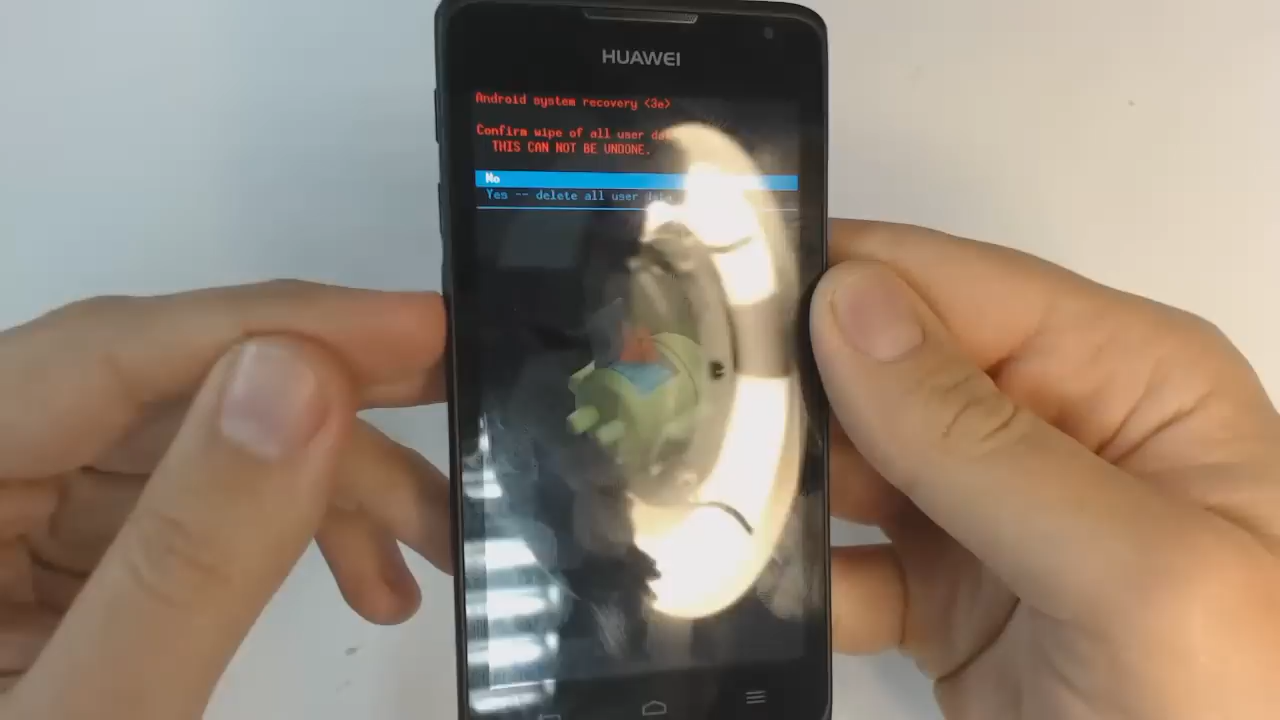 HUAWEI
Android system recovery <3e>
Confirm wipe of all user
THIS CAN NOT BE UNDONE.
No
Yes -- delete all user data